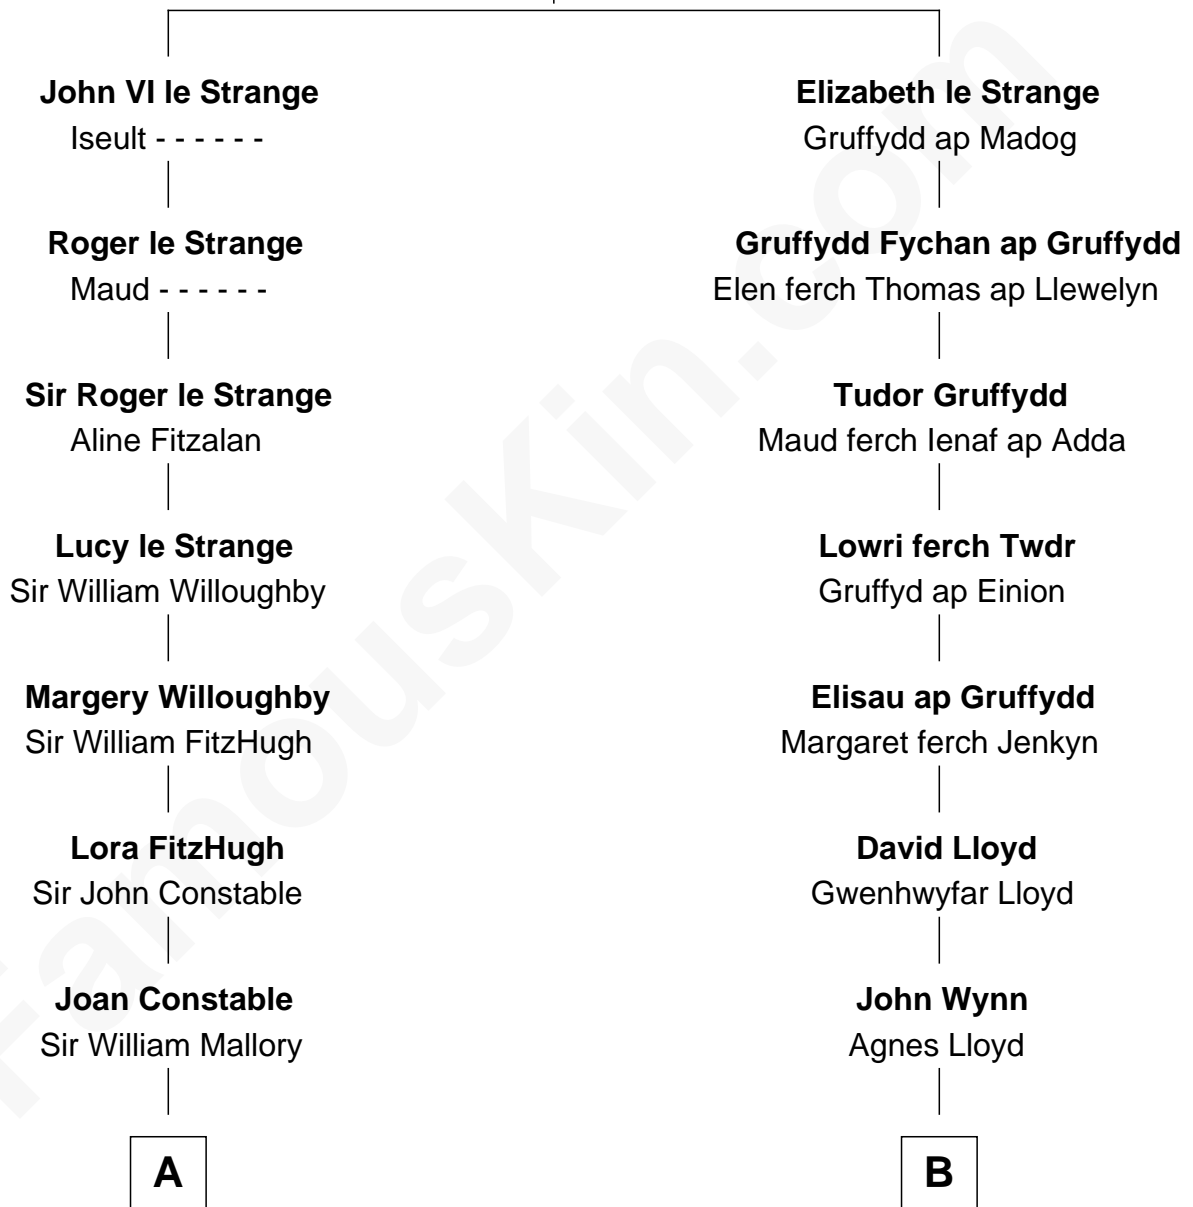 John VI le Strange
Iseult - - - - - -
Roger le Strange
Maud - - - - - -
Sir Roger le Strange
Aline Fitzalan
Lucy le Strange
Sir William Willoughby
Margery Willoughby
Sir William FitzHugh
Lora FitzHugh
Sir John Constable
Joan Constable
Sir William Mallory
A
Elizabeth le Strange
Gruffydd ap Madog
Gruffydd Fychan ap Gruffydd
Elen ferch Thomas ap Llewelyn
Tudor Gruffydd
Maud ferch Ienaf ap Adda
Lowri ferch Twdr
Gruffyd ap Einion
Elisau ap Gruffydd
Margaret ferch Jenkyn
David Lloyd
Gwenhwyfar Lloyd
John Wynn
Agnes Lloyd
B
FamousKin.com